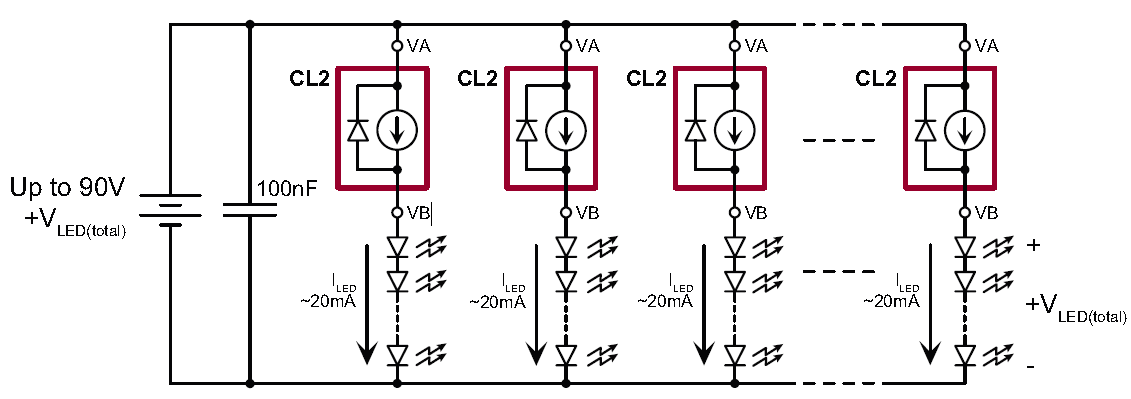 VA VA VA VA
CL2 CL2 CL2 CL2
Up to 90V
+VLED(total)
100nF
VB VB VB VB
ILED ILED ILED ILED
~20mA ~20mA ~20mA ~20mA
+
+VLED(total)
-